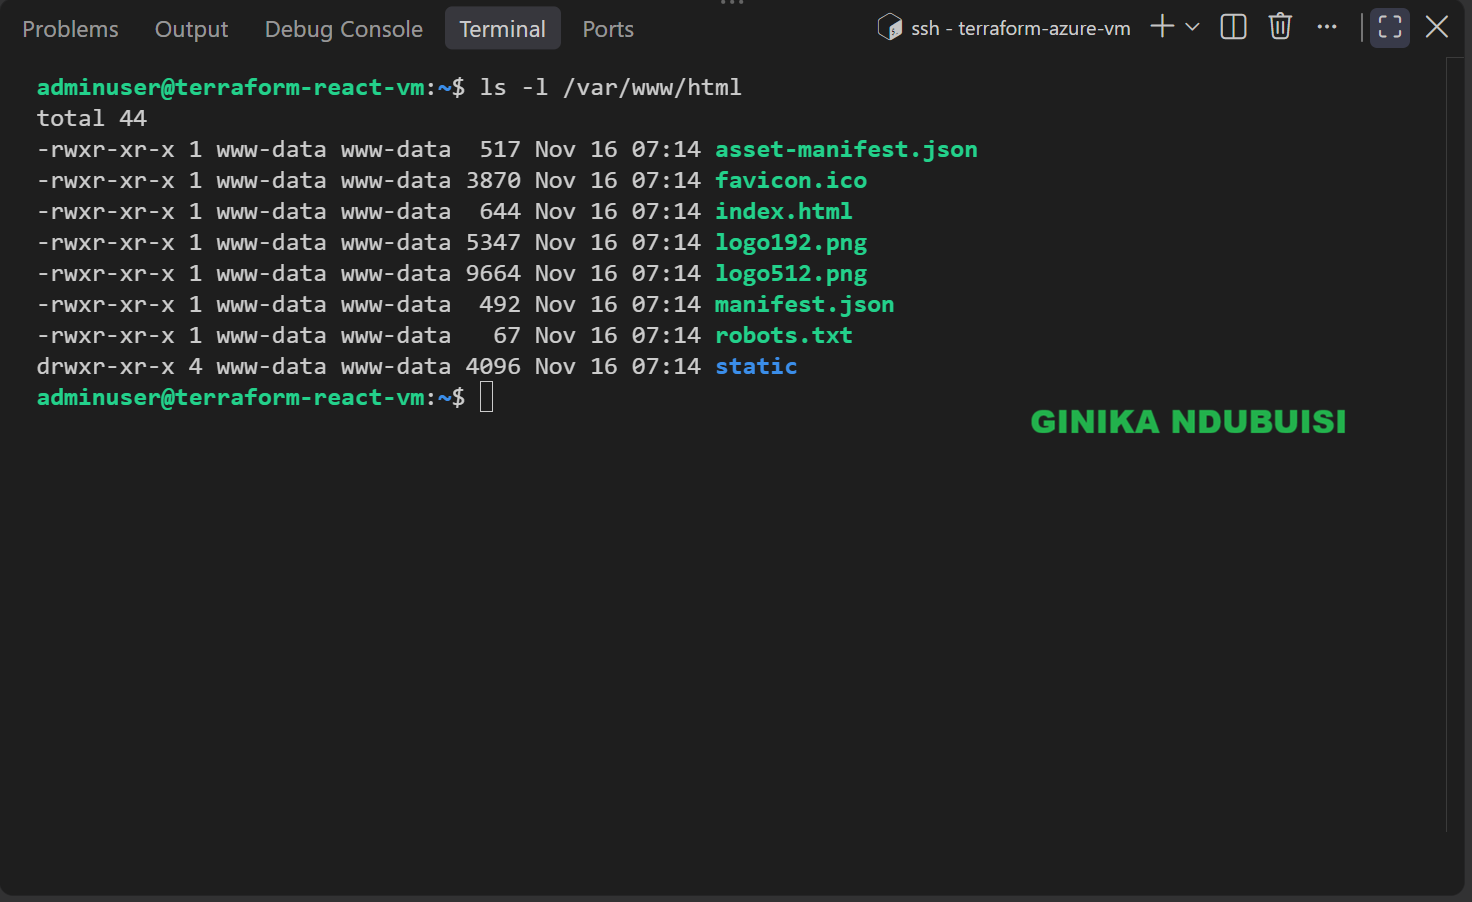 Problems Output Debug Console Terminal Ports ssh - terraform-azure-vm
adminuser@terraform-react-vm:~$ ls -l /var/www/html
total 44
-rwxr-xr-x 1 www-data www-data  517 Nov 16 07:14 asset-manifest.json
-rwxr-xr-x 1 www-data www-data 3870 Nov 16 07:14 favicon.ico
-rwxr-xr-x 1 www-data www-data  644 Nov 16 07:14 index.html
-rwxr-xr-x 1 www-data www-data 5347 Nov 16 07:14 logo192.png
-rwxr-xr-x 1 www-data www-data 9664 Nov 16 07:14 logo512.png
-rwxr-xr-x 1 www-data www-data  492 Nov 16 07:14 manifest.json
-rwxr-xr-x 1 www-data www-data   67 Nov 16 07:14 robots.txt
drwxr-xr-x 4 www-data www-data 4096 Nov 16 07:14 static
adminuser@terraform-react-vm:~$
GINIKA NDUBUISI